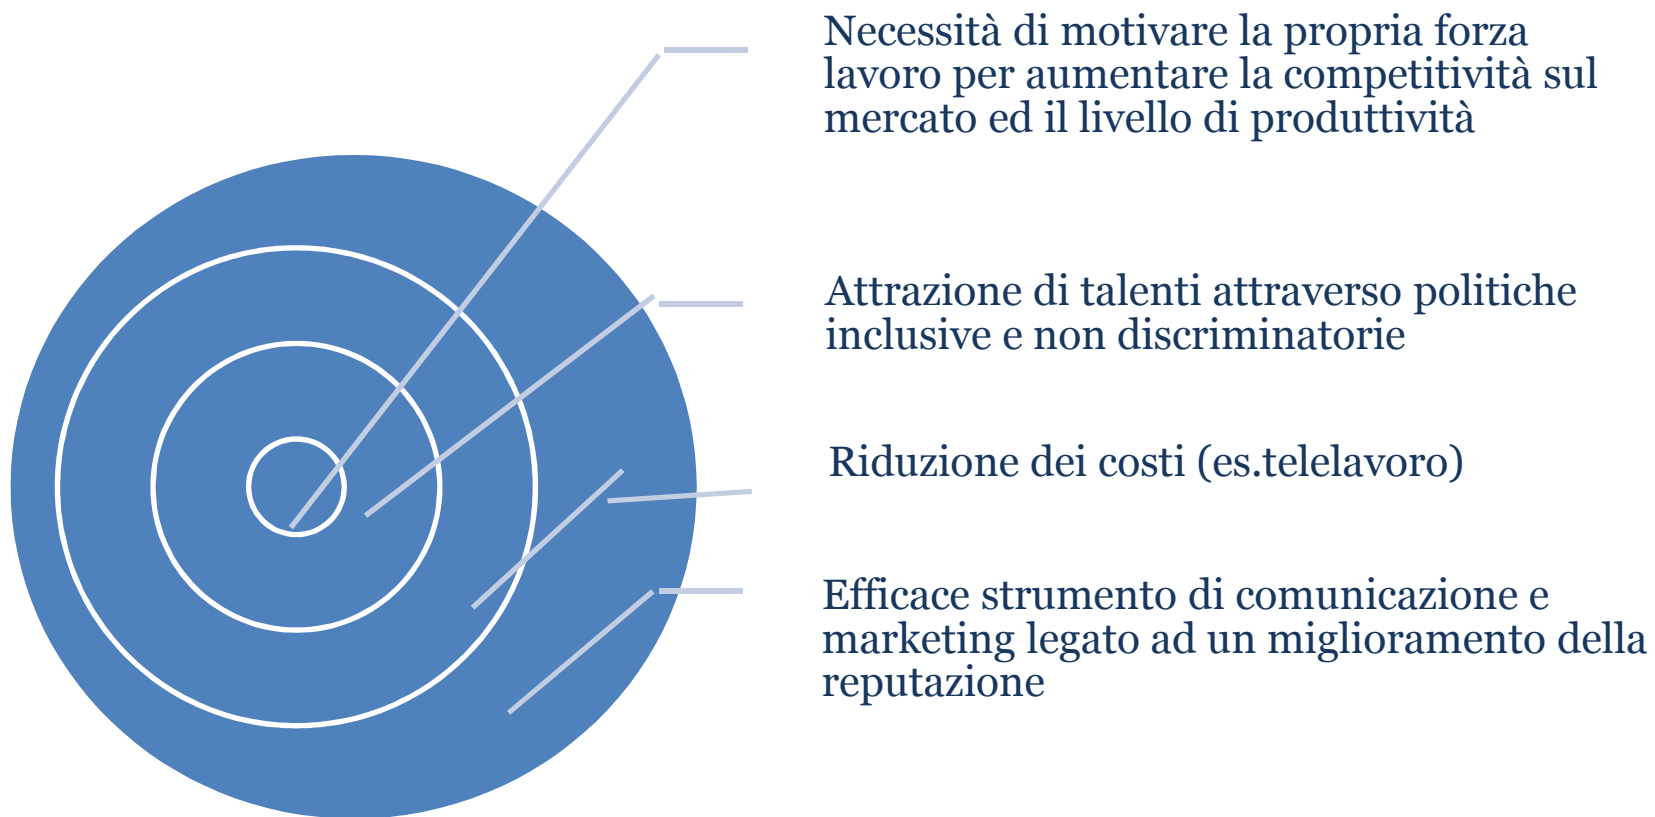 Necessità di motivare la propria forza
lavoro per aumentare la competitività sul
mercato ed il livello di produttività
Attrazione di talenti attraverso politiche
inclusive e non discriminatorie
Riduzione dei costi (es.telelavoro)
Efficace strumento di comunicazione e
marketing legato ad un miglioramento della
reputazione